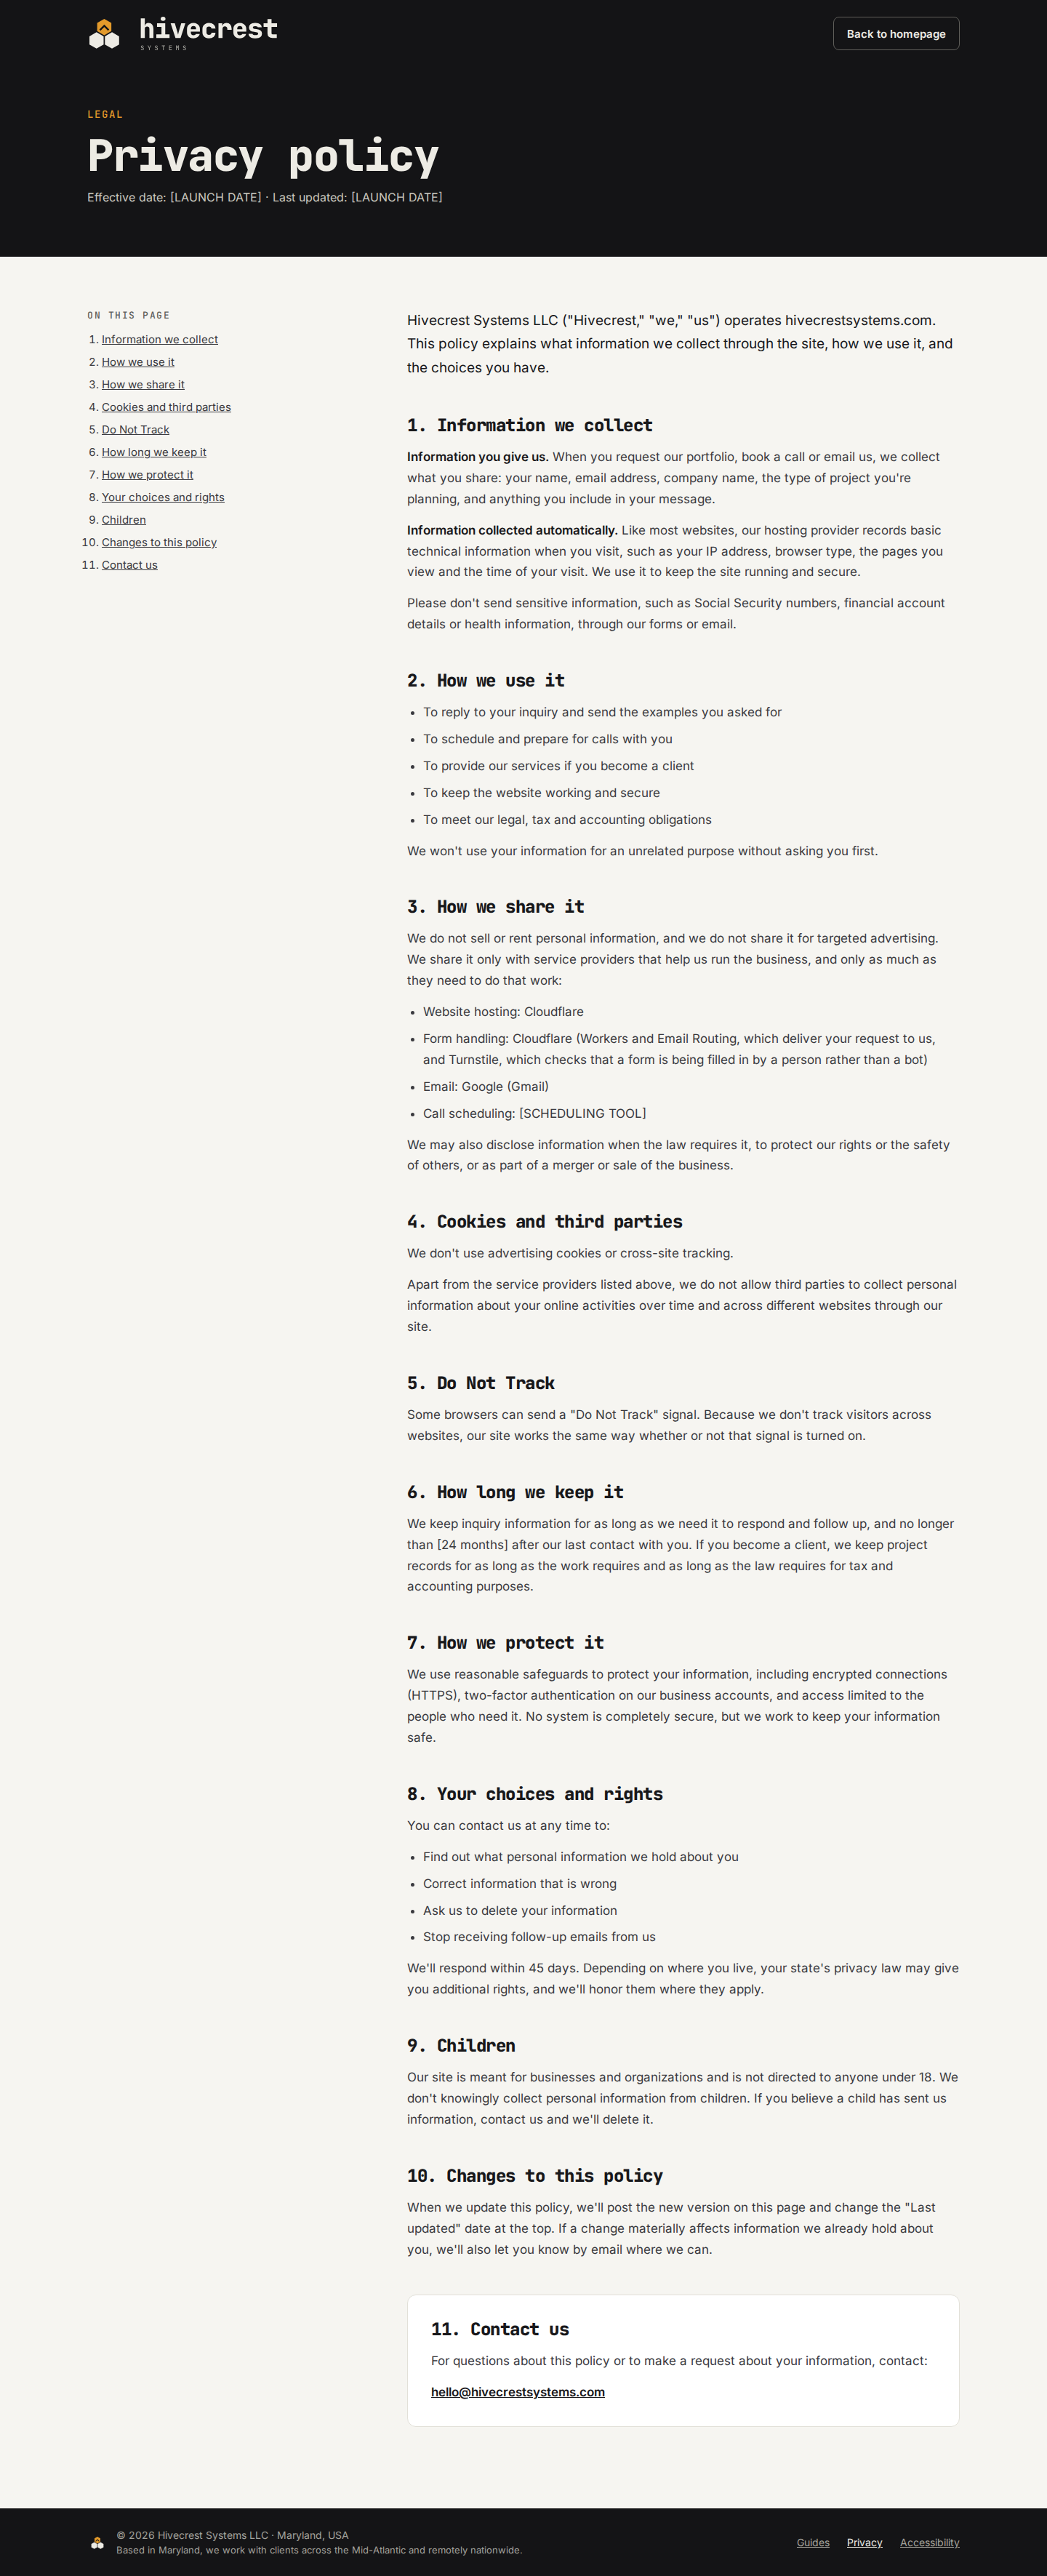 hivecrest
SYSTEMS
Back to homepage
LEGAL
Privacy policy
Effective date: [LAUNCH DATE] · Last updated: [LAUNCH DATE]
ON THIS PAGE
1. Information we collect
2. How we use it
3. How we share it
4. Cookies and third parties
5. Do Not Track
6. How long we keep it
7. How we protect it
8. Your choices and rights
9. Children
10. Changes to this policy
11. Contact us
Hivecrest Systems LLC ("Hivecrest," "we," "us") operates hivecrestsystems.com.
This policy explains what information we collect through the site, how we use it, and
the choices you have.
1. Information we collect
Information you give us. When you request our portfolio, book a call or email us, we collect
what you share: your name, email address, company name, the type of project you're
planning, and anything you include in your message.
Information collected automatically. Like most websites, our hosting provider records basic
technical information when you visit, such as your IP address, browser type, the pages you
view and the time of your visit. We use it to keep the site running and secure.
Please don't send sensitive information, such as Social Security numbers, financial account
details or health information, through our forms or email.
2. How we use it
• To reply to your inquiry and send the examples you asked for
• To schedule and prepare for calls with you
• To provide our services if you become a client
• To keep the website working and secure
• To meet our legal, tax and accounting obligations
We won't use your information for an unrelated purpose without asking you first.
3. How we share it
We do not sell or rent personal information, and we do not share it for targeted advertising.
We share it only with service providers that help us run the business, and only as much as
they need to do that work:
• Website hosting: Cloudflare
• Form handling: Cloudflare (Workers and Email Routing, which deliver your request to us,
and Turnstile, which checks that a form is being filled in by a person rather than a bot)
• Email: Google (Gmail)
• Call scheduling: [SCHEDULING TOOL]
We may also disclose information when the law requires it, to protect our rights or the safety
of others, or as part of a merger or sale of the business.
4. Cookies and third parties
We don't use advertising cookies or cross-site tracking.
Apart from the service providers listed above, we do not allow third parties to collect personal
information about your online activities over time and across different websites through our
site.
5. Do Not Track
Some browsers can send a "Do Not Track" signal. Because we don't track visitors across
websites, our site works the same way whether or not that signal is turned on.
6. How long we keep it
We keep inquiry information for as long as we need it to respond and follow up, and no longer
than [24 months] after our last contact with you. If you become a client, we keep project
records for as long as the work requires and as long as the law requires for tax and
accounting purposes.
7. How we protect it
We use reasonable safeguards to protect your information, including encrypted connections
(HTTPS), two-factor authentication on our business accounts, and access limited to the
people who need it. No system is completely secure, but we work to keep your information
safe.
8. Your choices and rights
You can contact us at any time to:
• Find out what personal information we hold about you
• Correct information that is wrong
• Ask us to delete your information
• Stop receiving follow-up emails from us
We'll respond within 45 days. Depending on where you live, your state's privacy law may give
you additional rights, and we'll honor them where they apply.
9. Children
Our site is meant for businesses and organizations and is not directed to anyone under 18. We
don't knowingly collect personal information from children. If you believe a child has sent us
information, contact us and we'll delete it.
10. Changes to this policy
When we update this policy, we'll post the new version on this page and change the "Last
updated" date at the top. If a change materially affects information we already hold about
you, we'll also let you know by email where we can.
11. Contact us
For questions about this policy or to make a request about your information, contact:
hello@hivecrestsystems.com
© 2026 Hivecrest Systems LLC · Maryland, USA
Based in Maryland, we work with clients across the Mid-Atlantic and remotely nationwide.
Guides
Privacy
Accessibility